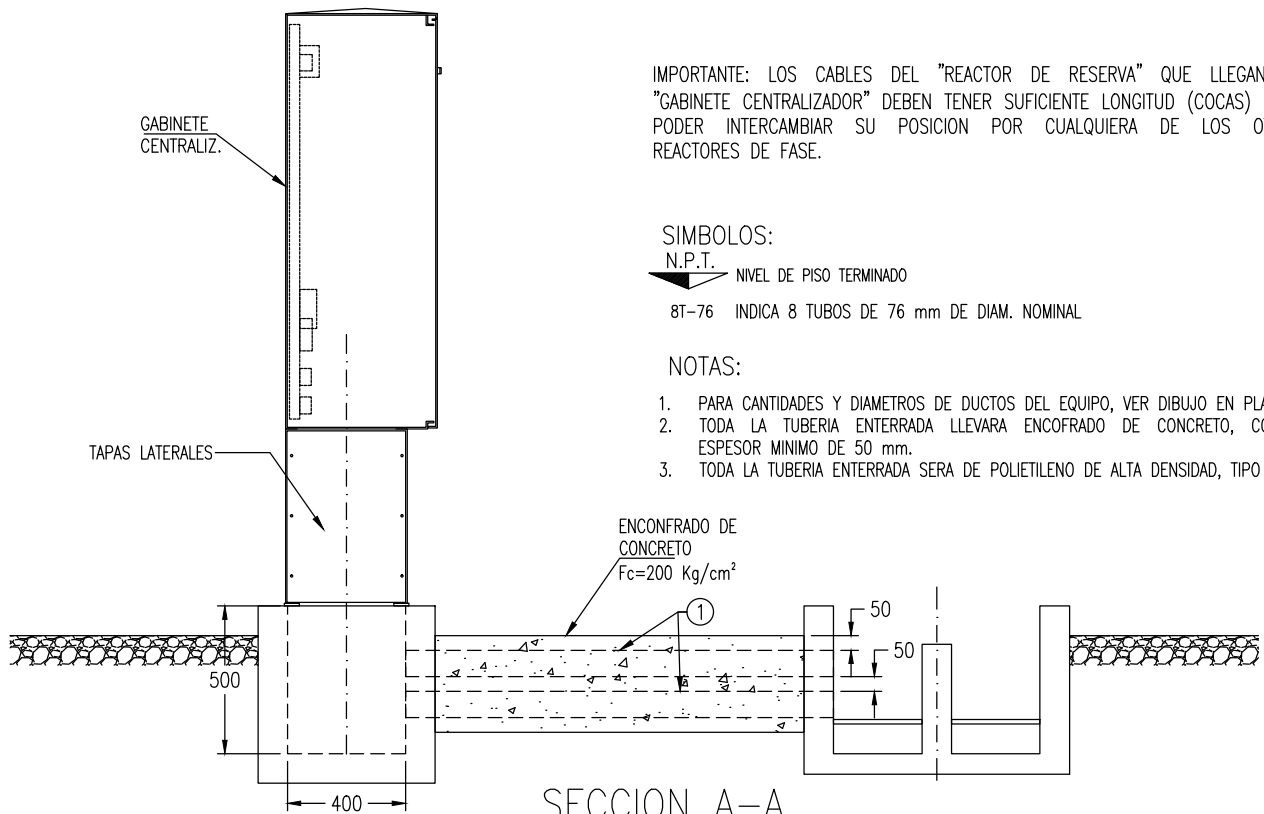 IMPORTANTE: LOS CABLES DEL "REACTOR DE RESERVA" QUE LLEGAN
"GABINETE CENTRALIZADOR" DEBEN TENER SUFICIENTE LONGITUD (COCAS)
PODER INTERCAMBIAR SU POSICION POR CUALQUIERA DE LOS
REACTORES DE FASE.
GABINETE
CENTRALIZ.
SIMBOLOS:
N.P.T.
NIVEL DE PISO TERMINADO
8T-76 INDICA 8 TUBOS DE 76 mm DE DIAM. NOMINAL
NOTAS:
1. PARA CANTIDADES Y DIAMETROS DE DUCTOS DEL EQUIPO, VER DIBUJO EN
2. TODA LA TUBERIA ENTERRADA LLEVARA ENCOFRADO DE CONCRETO,
ESPESOR MINIMO DE 50 mm.
3. TODA LA TUBERIA ENTERRADA SERA DE POLIETILENO DE ALTA DENSIDAD, TIPO
TAPAS LATERALES
ENCONFRADO DE
CONCRETO
Fc=200 Kg/cm²
1
50
50
500
400
SECCION A-A